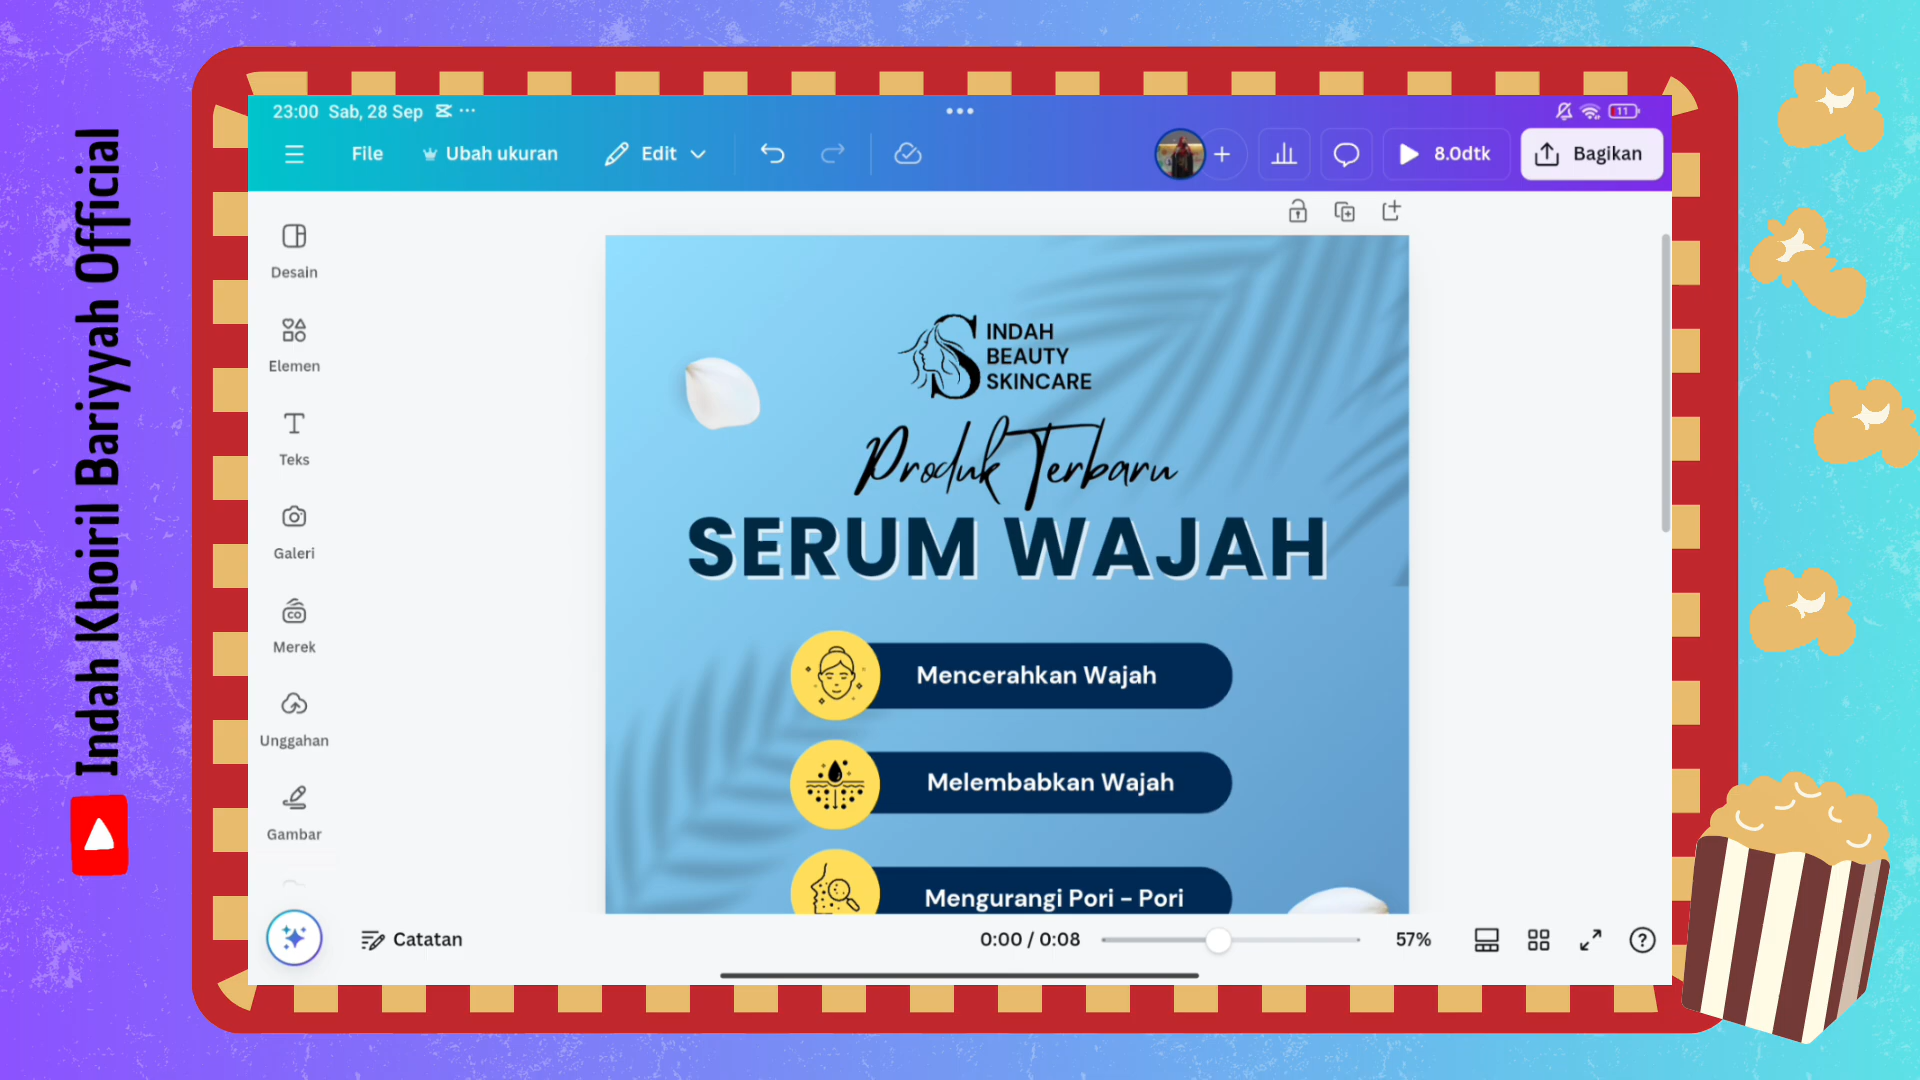 Indah Khoiril Bariyyah Official
23:00 Sab, 28 Sep
11
File
Ubah ukuran
Edit
8.0dtk
Bagikan
Desain
Elemen
Teks
Galeri
CO
Merek
Unggahan
Gambar
S INDAH
BEAUTY
SKINCARE
Produk Terbaru
SERUM WAJAH
Mencerahkan Wajah
Melembabkan Wajah
Mengurangi Pori - Pori
Catatan
0:00 / 0:08
57%